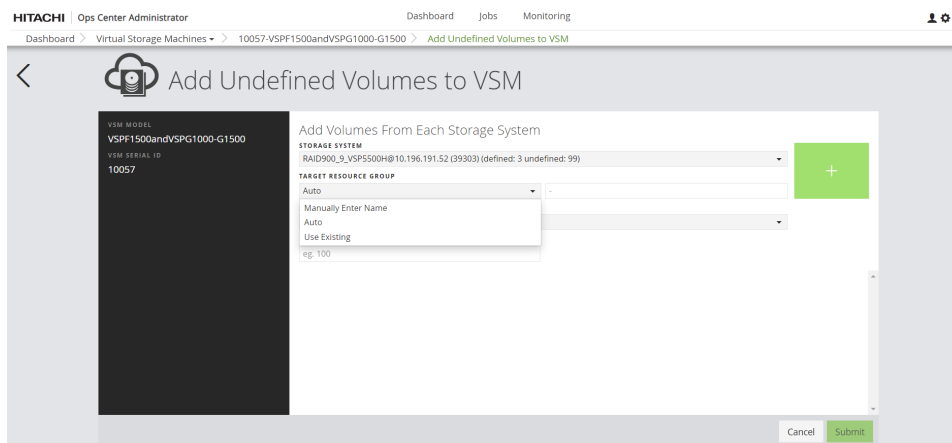 HITACHI Ops Center Administrator Dashboard Jobs Monitoring
Dashboard Virtual Storage Machines 10057-VSPF1500andVSPG1000-G1500 Add Undefined Volumes to VSM
Add Undefined Volumes to VSM
VSM MODEL
VSPF1500andVSPG1000-G1500
VSM SERIAL ID
10057
Add Volumes From Each Storage System
STORAGE SYSTEM
RAID900_9_VSP5500H@10.196.191.52 (39303) (defined: 3 undefined: 99)
TARGET RESOURCE GROUP
Auto -
Manually Enter Name
Auto
Use Existing
eg. 100
+
Cancel Submit